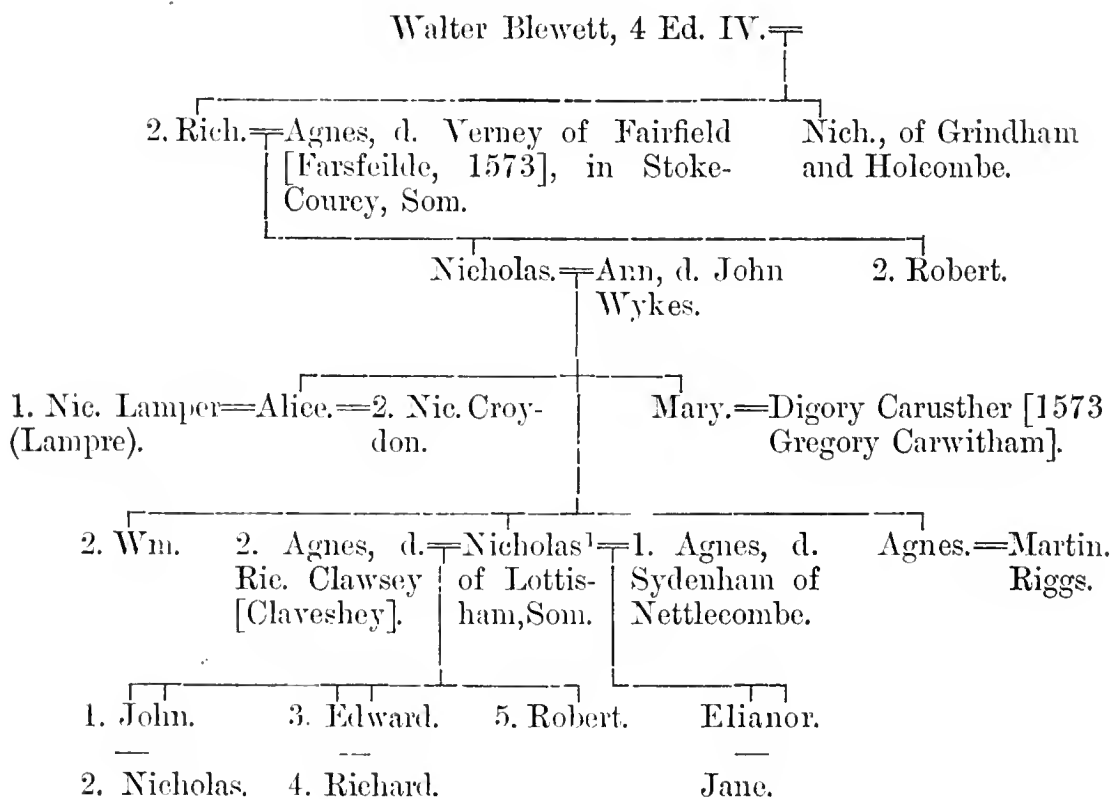 Walter Blewett, 4 Ed. IV.
2. Rich.=Agnes, d. Verney of Fairfield
[Farsfeilde, 1573], in Stoke-
Courcy, Som.
Nich., of Grindham
and Holcombe.
Nicholas.=Ann, d. John
Wykes.
2. Robert.
1. Nic. Lamper=Alice.=2. Nic. Croy-
(Lampre).
don.
Mary.=Digory Carusther [1573
Gregory Carwitham].
2. Wm.
2. Agnes, d.
Ric. Clawsey
[Claveshey].
=Nicholas¹=
of Lottis-
ham, Som.
1. Agnes, d.
Sydenham of
Nettlecombe.
Agnes.=Martin.
Riggs.
1. John.
3. Edward.
5. Robert.
Elianor.
2. Nicholas.
4. Richard.
Jane.